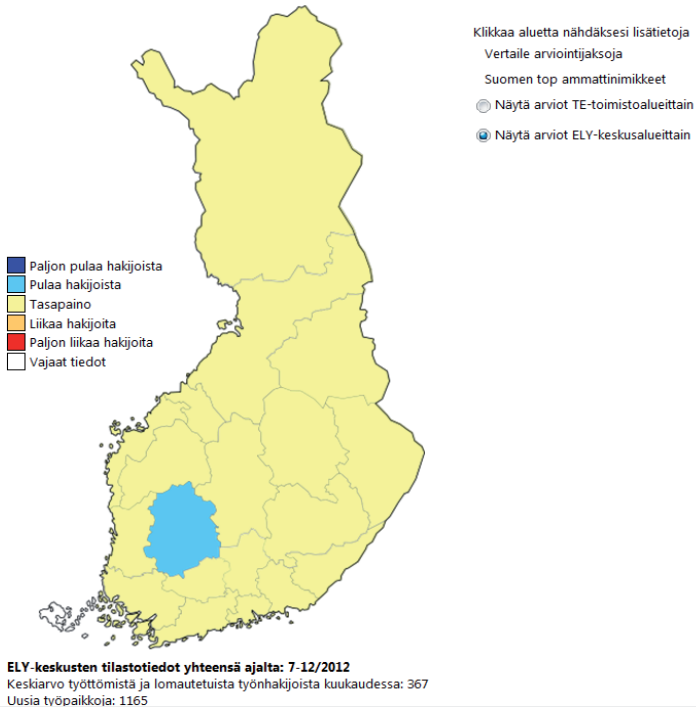 Klikkaa aluetta nähdäksesi lisätietoja
Vertaile arviointijaksoja
Suomen top ammattinimikkeet
Näytä arviot TE-toimistoalueittain
Näytä arviot ELY-keskusalueittain
Paljon pulaa hakijoista
Pulaa hakijoista
Tasapaino
Liikaa hakijoita
Paljon liikaa hakijoita
Vajaat tiedot
ELY-keskusten tilastotiedot yhteensä ajalta: 7-12/2012
Keskiarvo työttömistä ja lomautetuista työnhakijoista kuukaudessa: 367
Uusia työpaikkoja: 1165